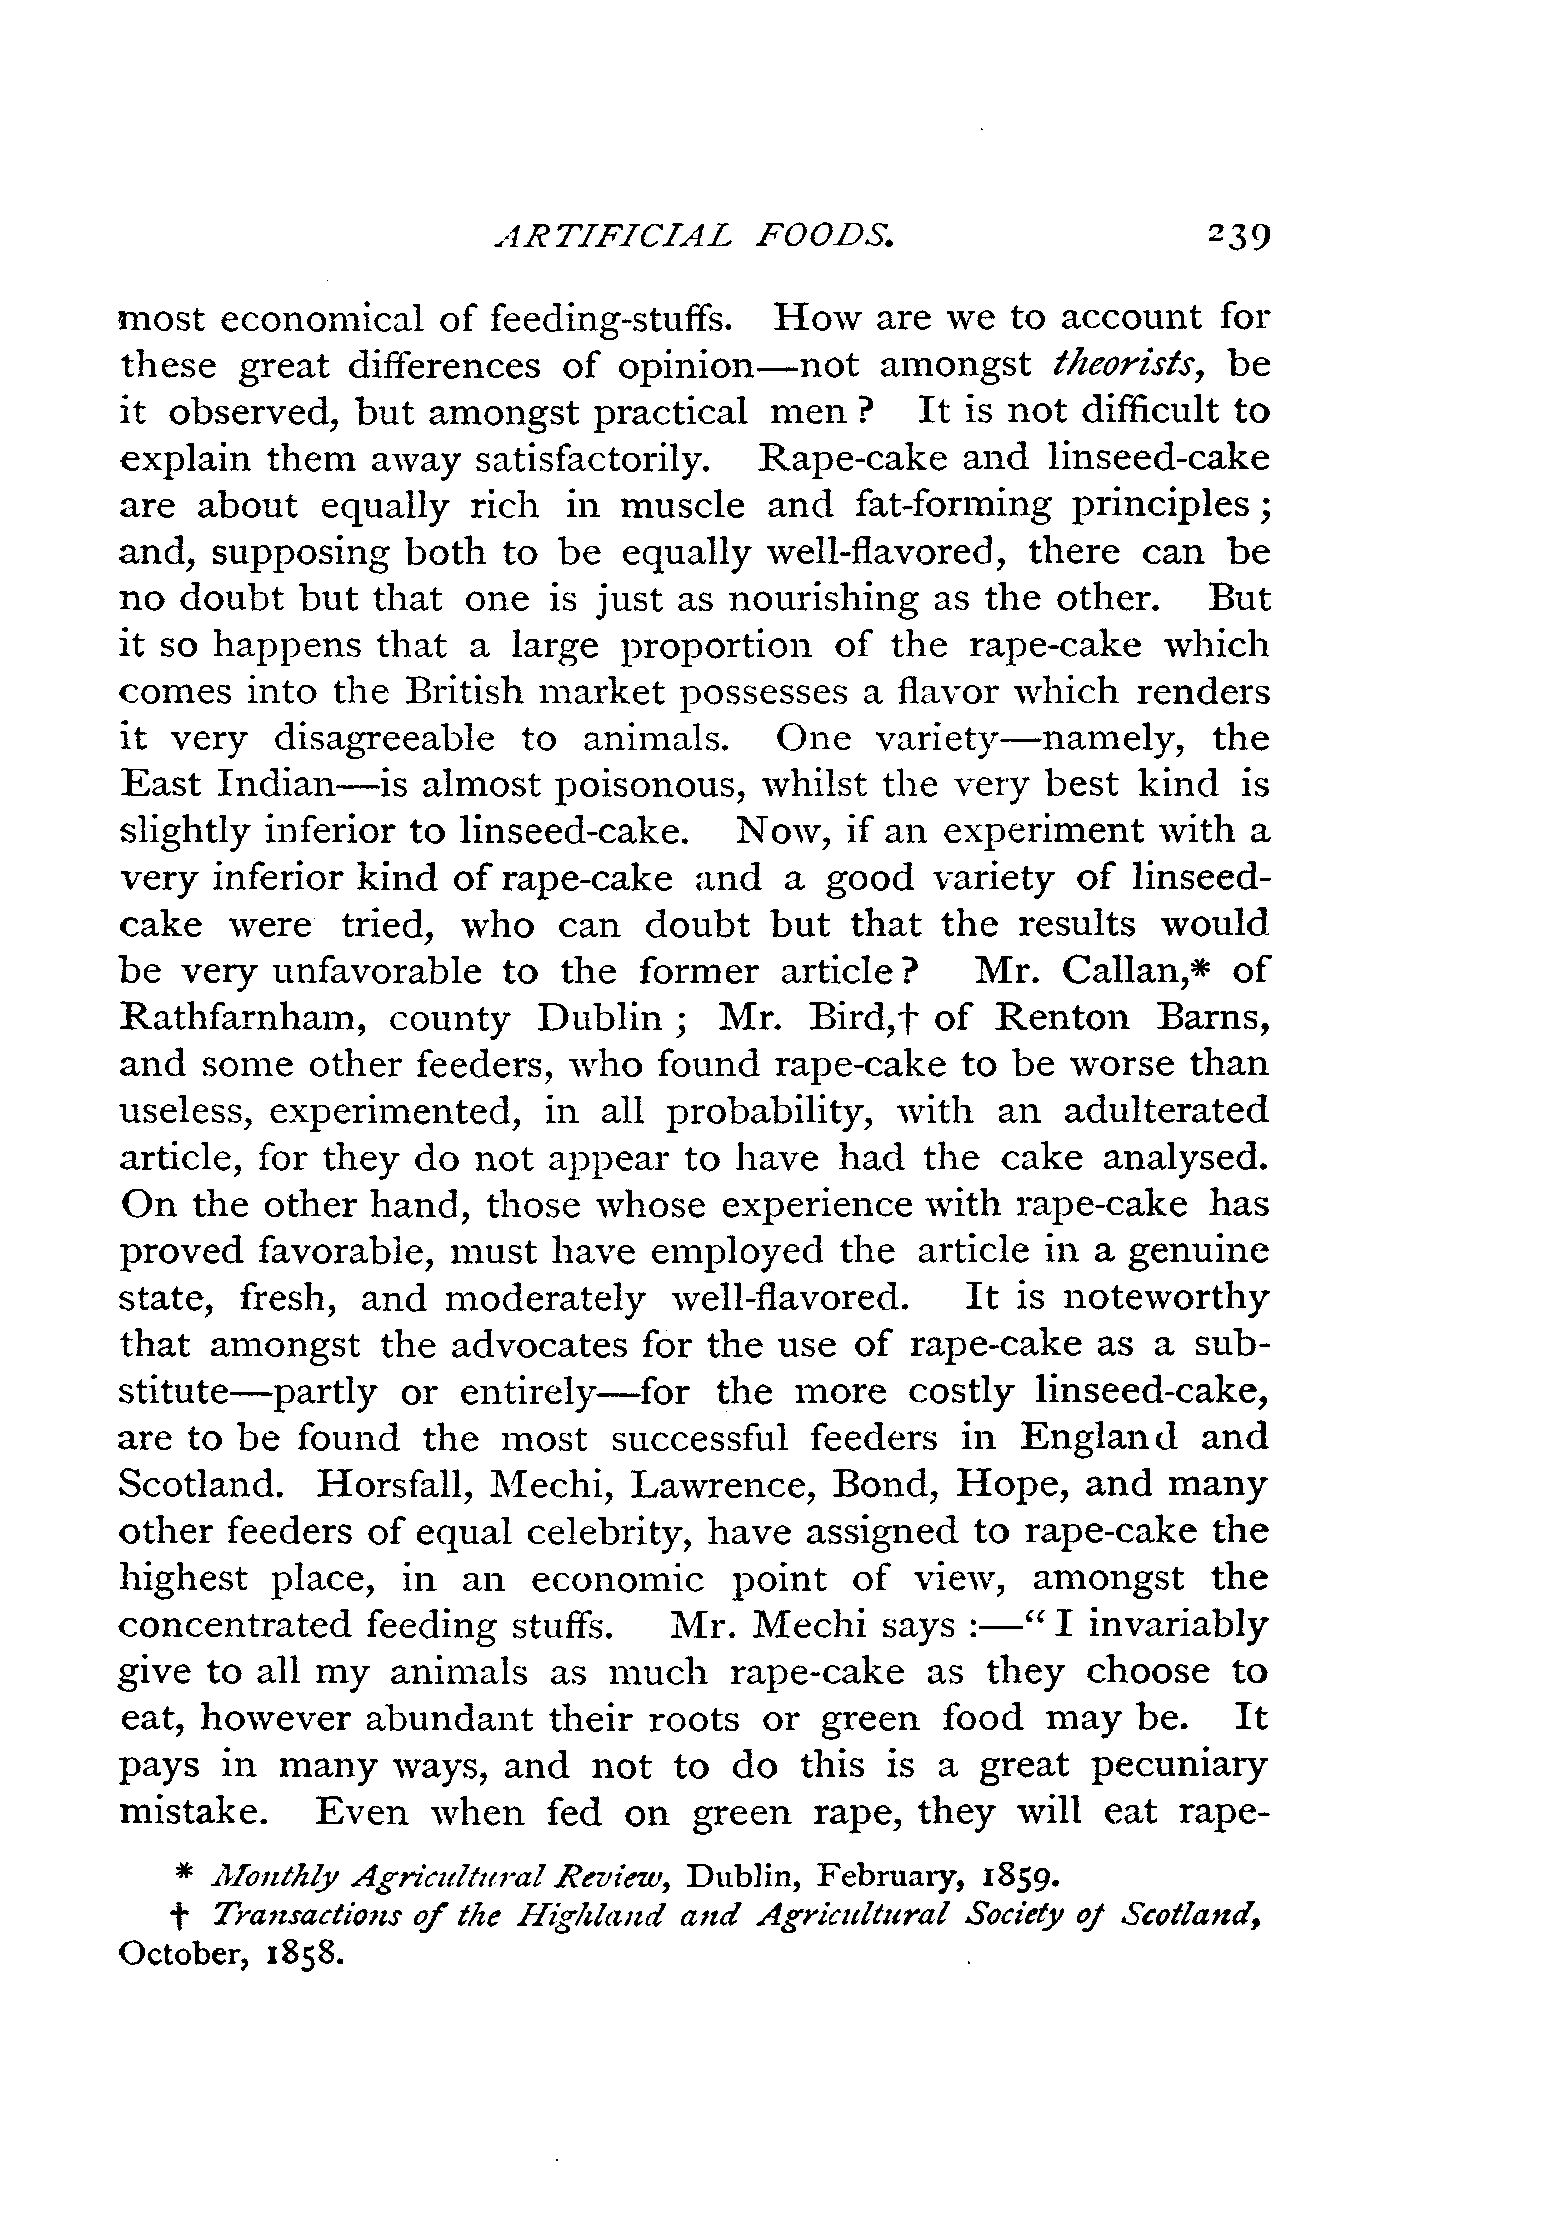 ARTIFICIAL FOODS. 239
most economical of feeding-stuffs. How are we to account for
these great differences of opinion—not amongst theorists, be
it observed, but amongst practical men ? It is not difficult to
explain them away satisfactorily. Rape-cake and linseed-cake
are about equally rich in muscle and fat-forming principles ;
and, supposing both to be equally well-flavored, there can be
no doubt but that one is just as nourishing as the other. But
it so happens that a large proportion of the rape-cake which
comes into the British market possesses a flavor which renders
it very disagreeable to animals. One variety—namely, the
East Indian—is almost poisonous, whilst the very best kind is
slightly inferior to linseed-cake. Now, if an experiment with a
very inferior kind of rape-cake and a good variety of linseed-
cake were tried, who can doubt but that the results would
be very unfavorable to the former article ? Mr. Callan,* of
Rathfarnham, county Dublin ; Mr. Bird,† of Renton Barns,
and some other feeders, who found rape-cake to be worse than
useless, experimented, in all probability, with an adulterated
article, for they do not appear to have had the cake analysed.
On the other hand, those whose experience with rape-cake has
proved favorable, must have employed the article in a genuine
state, fresh, and moderately well-flavored. It is noteworthy
that amongst the advocates for the use of rape-cake as a sub-
stitute—partly or entirely—for the more costly linseed-cake,
are to be found the most successful feeders in England and
Scotland. Horsfall, Mechi, Lawrence, Bond, Hope, and many
other feeders of equal celebrity, have assigned to rape-cake the
highest place, in an economic point of view, amongst the
concentrated feeding stuffs. Mr. Mechi says :—“ I invariably
give to all my animals as much rape-cake as they choose to
eat, however abundant their roots or green food may be. It
pays in many ways, and not to do this is a great pecuniary
mistake. Even when fed on green rape, they will eat rape-
* Monthly Agricultural Review, Dublin, February, 1859.
† Transactions of the Highland and Agricultural Society of Scotland,
October, 1858.